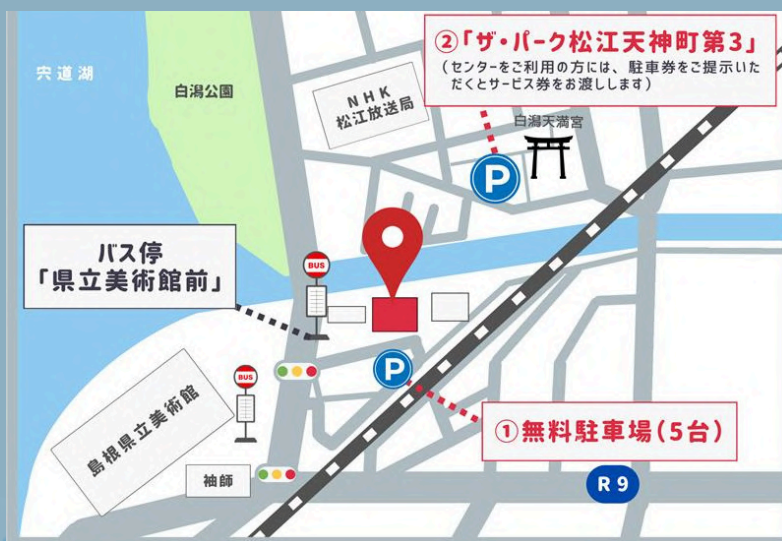 ②「ザ・パーク松江天神町第3」
(センターをご利用の方には、駐車券をご提示いた
だくとサービス券をお渡しします)
宍道湖
白潟公園
NHK
松江放送局
白潟天満宮
P
バス停
「県立美術館前」
BUS
BUS
P
島根県立美術館
①無料駐車場(5台)
袖師
R9